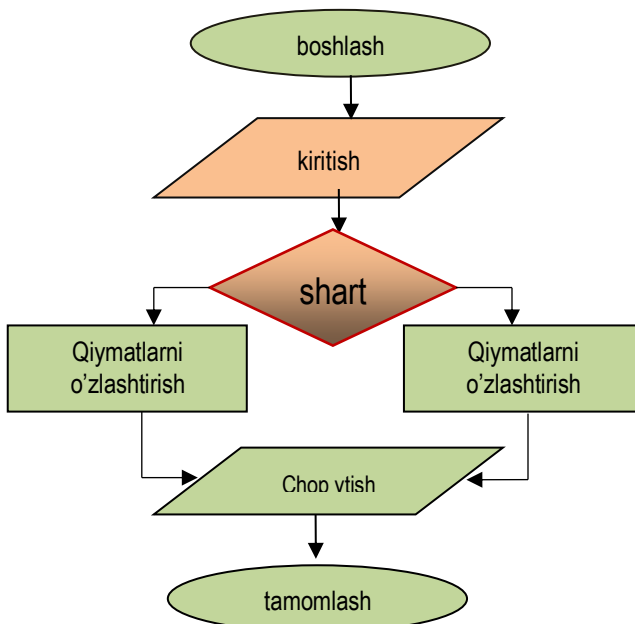 boshlash
kiritish
shart
Qiymatlarni
o’zlashtirish
Qiymatlarni
o’zlashtirish
Chop ytish
tamomlash